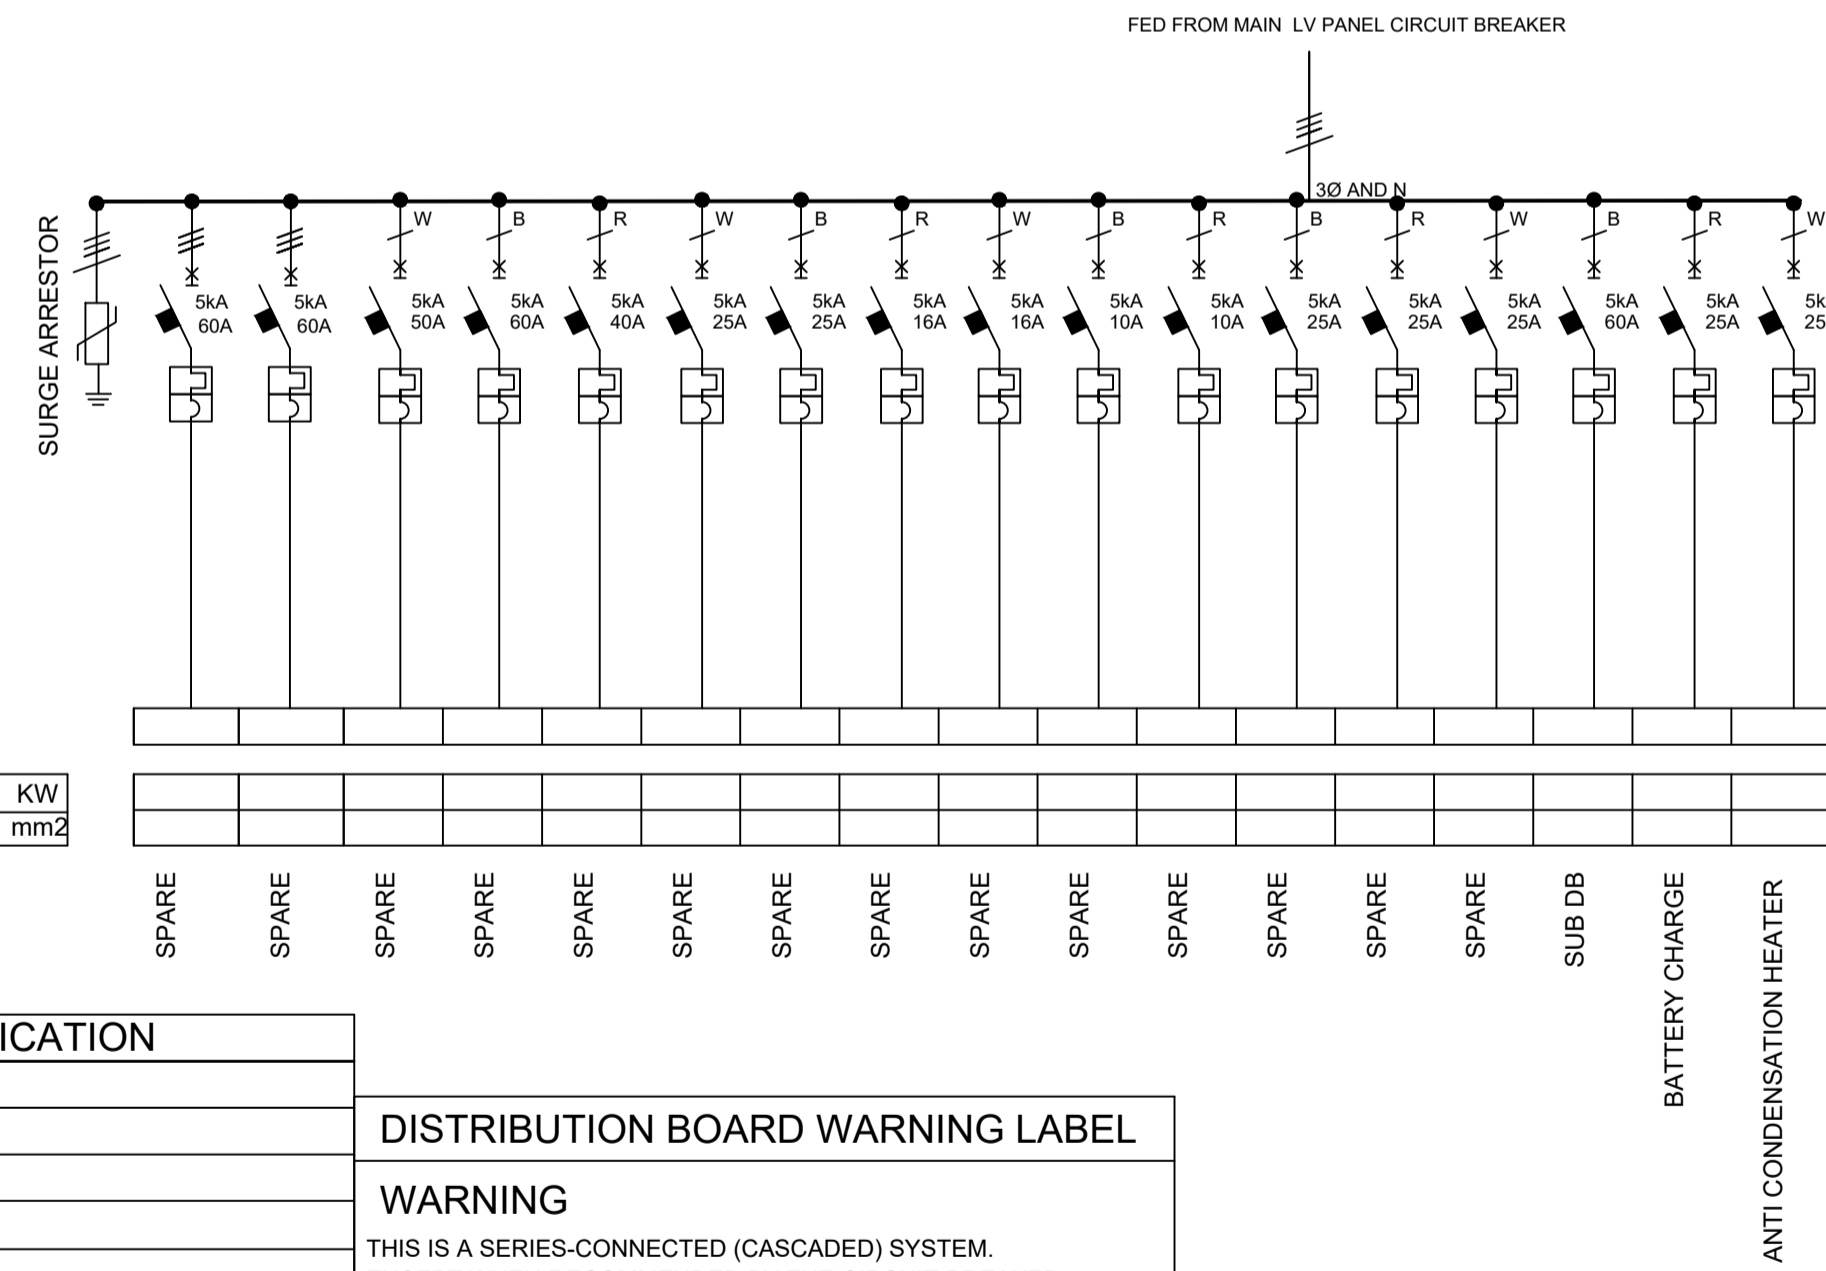 FED FROM MAIN LV PANEL CIRCUIT BREAKER
3Ø AND N
SURGE ARRESTOR
W B R W B R W B R B R W B R W
5kA 5kA 5kA 5kA 5kA 5kA 5kA 5kA 5kA 5kA 5kA 5kA 5kA 5kA 5kA 5kA 5k
60A 60A 50A 60A 40A 25A 25A 16A 16A 10A 10A 25A 25A 25A 60A 25A 25
KW
mm2
SPARE
SPARE
SPARE
SPARE
SPARE
SPARE
SPARE
SPARE
SPARE
SPARE
SPARE
SPARE
SPARE
SPARE
SUB DB
BATTERY CHARGE
ANTI CONDENSATION HEATER
ICATION
DISTRIBUTION BOARD WARNING LABEL
WARNING
THIS IS A SERIES-CONNECTED (CASCADED) SYSTEM.